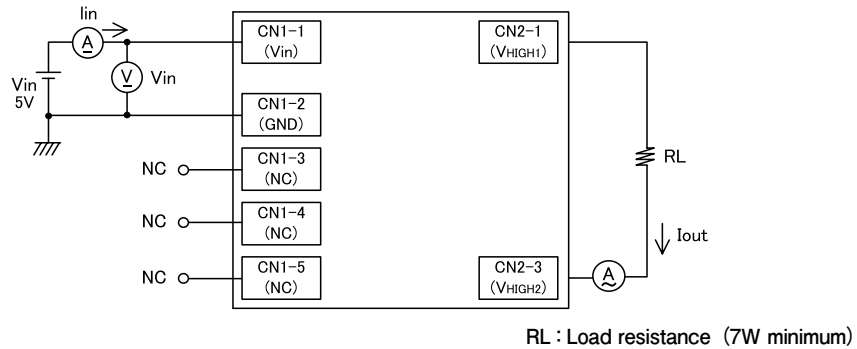 Iin
A
V
Vin
Vin
5V
CN1-1
(Vin)
CN1-2
(GND)
NC
CN1-3
(NC)
NC
CN1-4
(NC)
NC
CN1-5
(NC)
CN2-1
(VHIGH1)
RL
Iout
CN2-3
(VHIGH2)
A
RL : Load resistance (7W minimum)